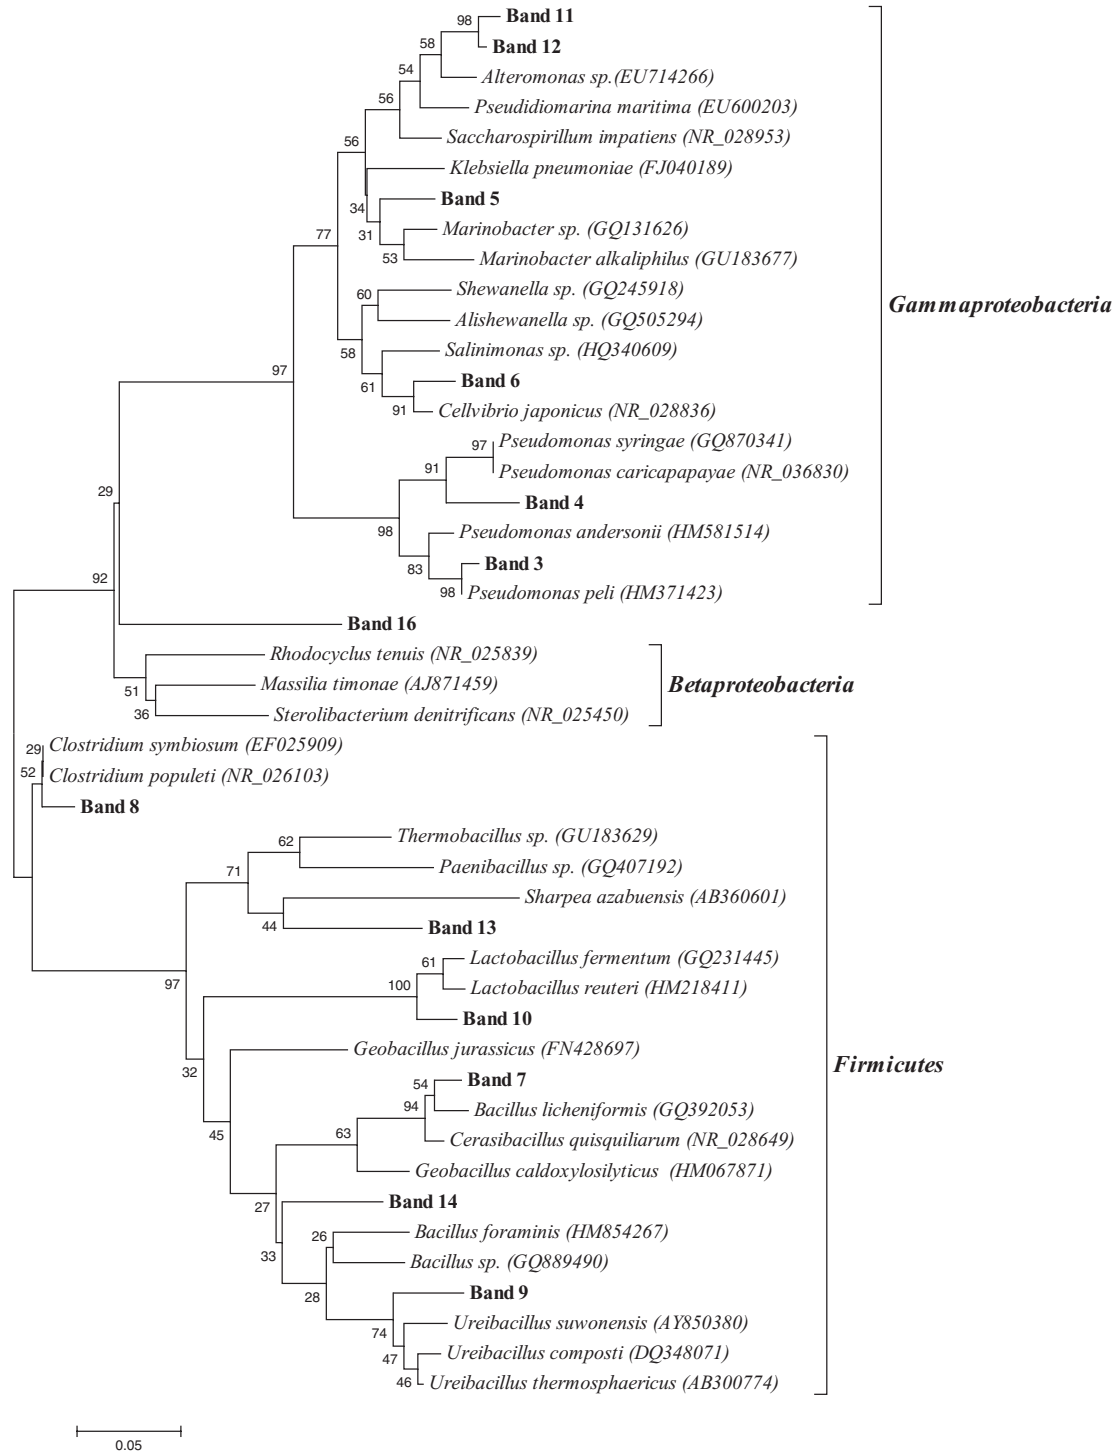 98
Band 11
Band 12
58
Alteromonas sp.(EU714266)
54
Pseudidiomarina maritima (EU600203)
56
Saccharospirillum impatiens (NR_028953)
56
Klebsiella pneumoniae (FJ040189)
34
Band 5
31
Marinobacter sp. (GQ131626)
53
Marinobacter alkaliphilus (GU183677)
77
60
Shewanella sp. (GQ245918)
Alishewanella sp. (GQ505294)
58
Salinimonas sp. (HQ340609)
61
Band 6
91
Cellvibrio japonicus (NR_028836)
97
97
Pseudomonas syringae (GQ870341)
Pseudomonas caricapapayae (NR_036830)
91
Band 4
98
Pseudomonas andersonii (HM581514)
83
Band 3
98
Pseudomonas peli (HM371423)
Gammaproteobacteria
29
92
Band 16
Rhodocyclus tenuis (NR_025839)
51
Massilia timonae (AJ871459)
36
Sterolibacterium denitrificans (NR_025450)
Betaproteobacteria
29
Clostridium symbiosum (EF025909)
52
Clostridium populeti (NR_026103)
Band 8
62
Thermobacillus sp. (GU183629)
71
Paenibacillus sp. (GQ407192)
Sharpea azabuensis (AB360601)
44
Band 13
97
61
Lactobacillus fermentum (GQ231445)
100
Lactobacillus reuteri (HM218411)
Band 10
32
Geobacillus jurassicus (FN428697)
54
Band 7
94
Bacillus licheniformis (GQ392053)
45
63
Cerasibacillus quisquiliarum (NR_028649)
Geobacillus caldoxylosilyticus (HM067871)
27
Band 14
33
26
Bacillus foraminis (HM854267)
Bacillus sp. (GQ889490)
28
Band 9
74
Ureibacillus suwonensis (AY850380)
47
Ureibacillus composti (DQ348071)
46
Ureibacillus thermosphaericus (AB300774)
Firmicutes
0.05